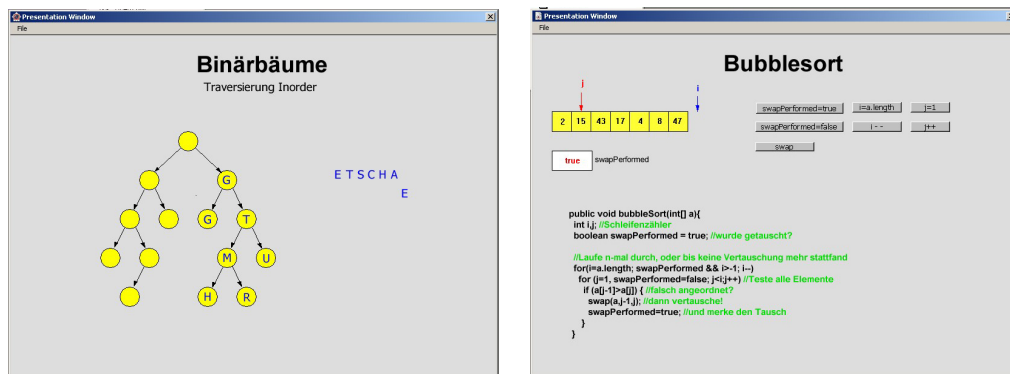 Presentation Window
File
Binärbäume
Traversierung Inorder
G
G T
M U
H R
E T S C H A
E
Presentation Window
File
Bubblesort
j
i
2 15 43 17 4 8 47
true swapPerformed
swapPerformed=true i=a.length j=1
swapPerformed=false i - - j++
swap
public void bubbleSort(int[] a){
int i,j; //Schleifenzähler
boolean swapPerformed = true; //wurde getauscht?
//Laufe n-mal durch, oder bis keine Vertauschung mehr stattfand
for(i=a.length; swapPerformed && i>-1; i--)
for (j=1, swapPerformed=false; j<i;j++) //Teste alle Elemente
if (a[j-1]>a[j]) { //falsch angeordnet?
swap(a,j-1,j); //dann vertausche!
swapPerformed=true; //und merke den Tausch
}
}